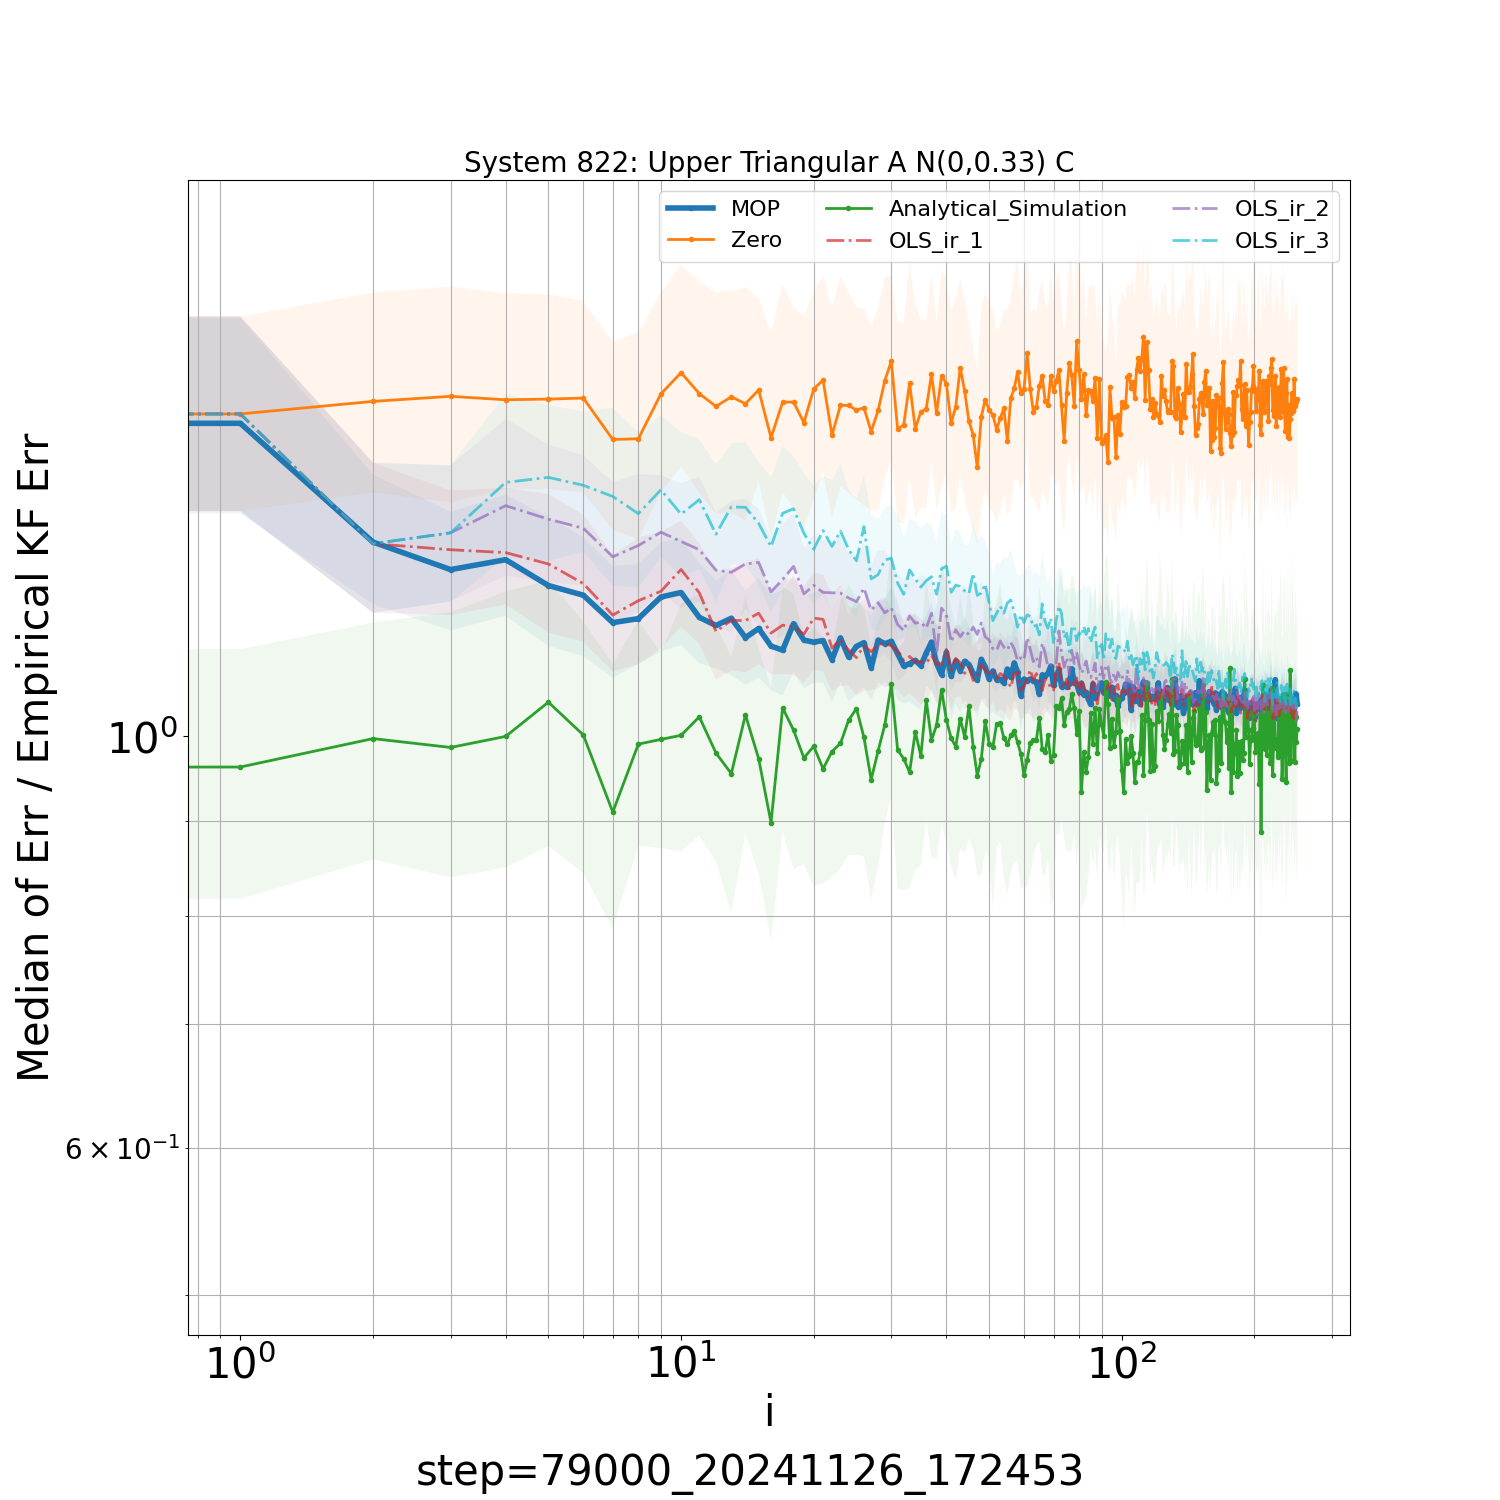 System 822: Upper Triangular A N(0,0.33) C
MOP
Zero
Analytical_Simulation
OLS_ir_1
OLS_ir_2
OLS_ir_3
Median of Err / Empirical KF Err
10⁰
6 × 10⁻¹
10⁰ 10¹ 10²
i
step=79000_20241126_172453